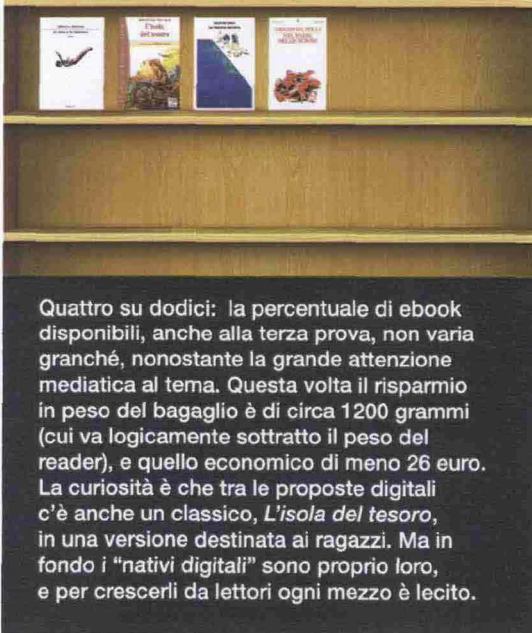 L'isola
del tesoro
Quattro su dodici: la percentuale di ebook
disponibili, anche alla terza prova, non varia
granché, nonostante la grande attenzione
mediatica al tema. Questa volta il risparmio
in peso del bagaglio è di circa 1200 grammi
(cui va logicamente sottratto il peso del
reader), e quello economico di meno 26 euro.
La curiosità è che tra le proposte digitali
c'è anche un classico, L'isola del tesoro,
in una versione destinata ai ragazzi. Ma in
fondo i “nativi digitali” sono proprio loro,
e per crescerli da lettori ogni mezzo è lecito.